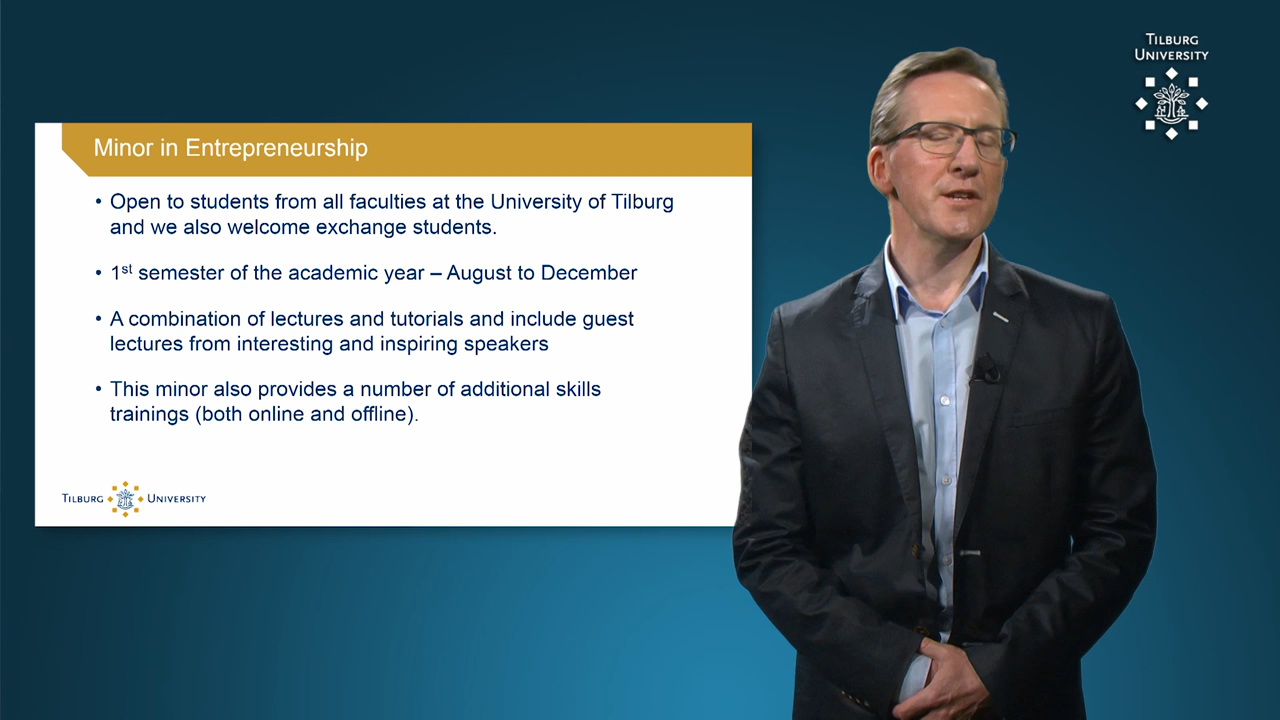 TILBURG
UNIVERSITY
Minor in Entrepreneurship
• Open to students from all faculties at the University of Tilburg
and we also welcome exchange students.
• 1st semester of the academic year – August to December
• A combination of lectures and tutorials and include guest
lectures from interesting and inspiring speakers
• This minor also provides a number of additional skills
trainings (both online and offline).
TILBURG UNIVERSITY